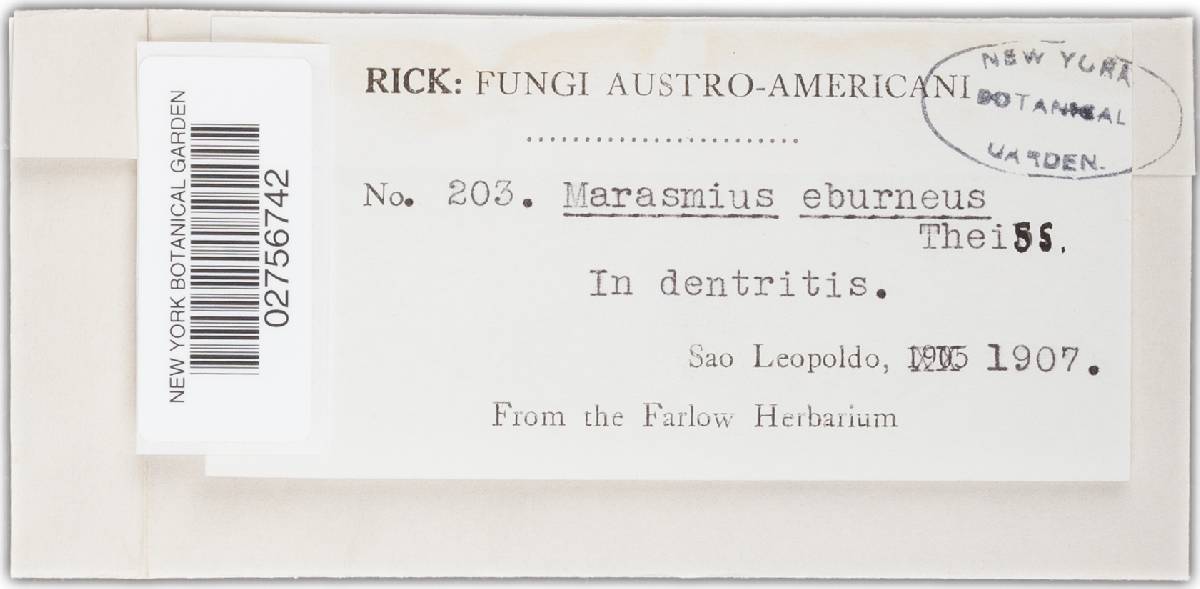 RICK: FUNGI AUSTRO-AMERICANI
NEW YORK
BOTANICAL
GARDEN.
No. 203. Marasmius eburneus
Theiss.
In dentritis.
Sao Leopoldo, 1905 1907.
From the Farlow Herbarium
NEW YORK BOTANICAL GARDEN
02756742